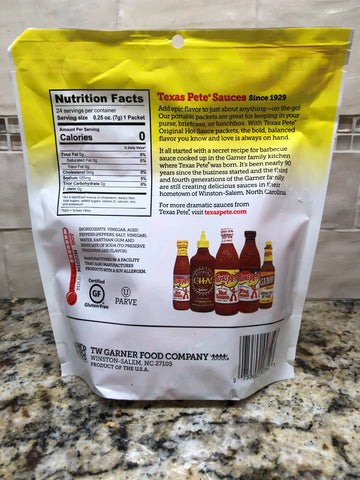 Nutrition Facts
24 servings per container
Serving size 0.25 oz. (7g) 1 Packet
Amount Per Serving
Calories 0
% Daily Value*
Total Fat 0g 0%
Saturated Fat 0g 0%
Trans Fat 0g
Cholesterol 0mg 0%
Sodium 125mg 5%
Total Carbohydrate 0g 0%
Protein 0g
Texas Pete® Sauces Since 1929
Add epic flavor to just about anything—on the go!
Our portable packets are great for keeping in your
purse, briefcase, or lunchbox. With Texas Pete®
Original Hot Sauce packets, the bold, balanced
flavor you know and love is always on hand.
It all started with a secret recipe for barbecue
sauce cooked up in the Garner family kitchen
where Texas Pete® was born. It's been nearly 90
years since the business started and the third
and fourth generations of the Garner family
are still creating delicious sauces in their
hometown of Winston-Salem, North Carolina.
For more dramatic sauces from
Texas Pete®, visit texaspete.com.
INGREDIENTS: VINEGAR, AGED
PEPPERS (PEPPERS, SALT, VINEGAR),
WATER, XANTHAN GUM AND
BENZOATE OF SODA (TO PRESERVE
FRESHNESS AND FLAVOR).
MANUFACTURED IN A FACILITY
THAT ALSO MANUFACTURES
PRODUCTS WITH A SOY ALLERGEN.
MILD
MEDIUM
Certified
GF
Gluten-Free
U
PARVE
CHA!
TW GARNER FOOD COMPANY
WINSTON-SALEM, NC 27105
PRODUCT OF THE U.S.A.